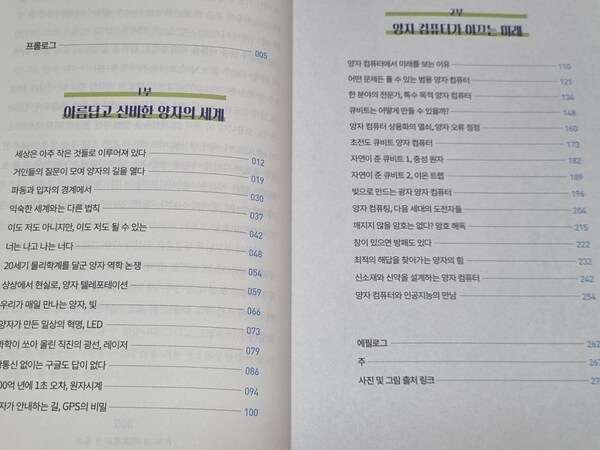 프롤로그 005
1부
아름답고 신비한 양자의 세계
세상은 아주 작은 것들로 이루어져 있다 012
거인들의 질문이 모여 양자의 길을 열다 019
파동과 입자의 경계에서 030
익숙한 세계와는 다른 법칙 037
이도 저도 아니지만, 이도 저도 될 수 있는 042
너는 나고 나는 너다 048
20세기 물리학계를 달군 양자 역학 논쟁 054
상상에서 현실로, 양자 텔레포테이션 059
우리가 매일 만나는 양자, 빛 066
양자가 만든 일상의 혁명, LED 073
과학이 쏘아 올린 직진의 광선, 레이저 079
통신 없이는 구글도 답이 없다 086
00억 년에 1초 오차, 원자시계 094
자가 안내하는 길, GPS의 비밀 100
2부
양자 컴퓨터가 이끄는 미래
양자 컴퓨터에서 미래를 보는 이유 110
어떤 문제든 풀 수 있는 범용 양자 컴퓨터 121
한 분야의 전문가, 특수 목적 양자 컴퓨터 134
큐비트는 어떻게 만들 수 있을까? 148
양자 컴퓨터 상용화의 열쇠, 양자 오류 정정 160
초전도 큐비트 양자 컴퓨터 173
자연이 준 큐비트 1, 중성 원자 182
자연이 준 큐비트 2, 이온 트랩 189
빛으로 만드는 광자 양자 컴퓨터 196
양자 컴퓨팅, 다음 세대의 도전자들 204
깨지지 않을 암호는 없다? 암호 해독 215
창이 있으면 방패도 있다 222
최적의 해답을 찾아가는 양자의 힘 232
신소재와 신약을 설계하는 양자 컴퓨터 242
양자 컴퓨터와 인공지능의 만남 254
에필로그 262
주 26
사진 및 그림 출처 링크 27